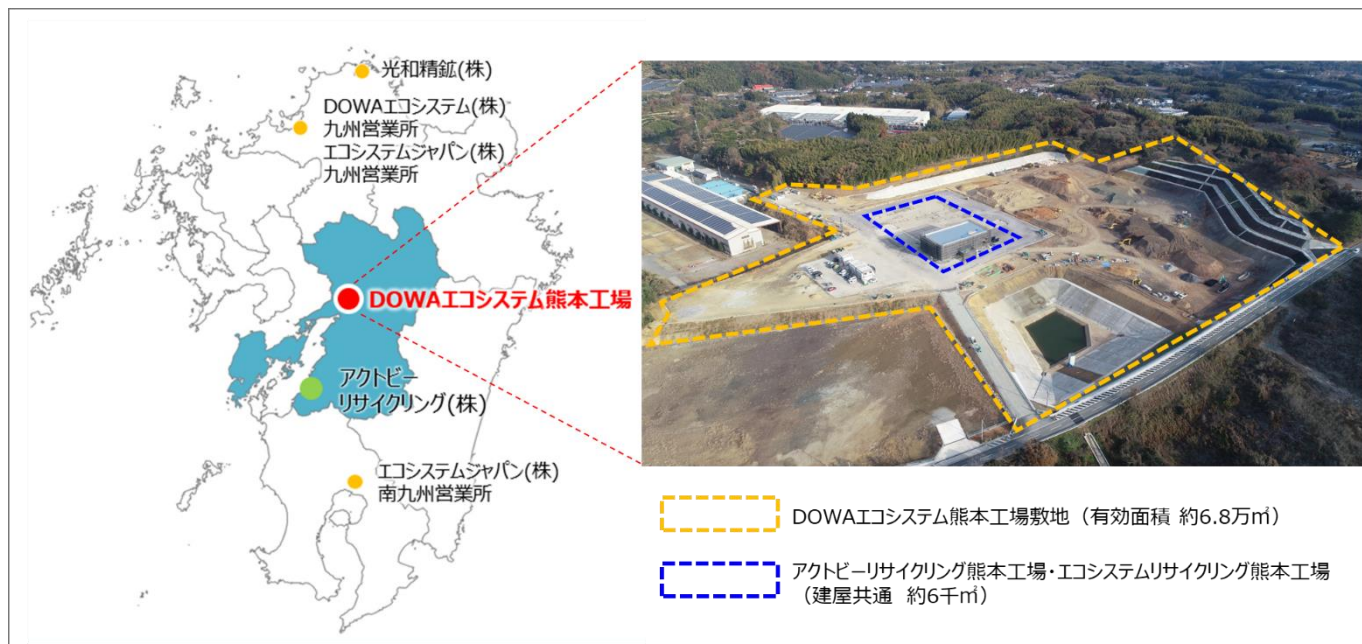 光和精鉱(株)
DOWAエコシステム(株)
九州営業所
エコシステムジャパン(株)
九州営業所
DOWAエコシステム熊本工場
アクトビー
リサイクリング(株)
エコシステムジャパン(株)
南九州営業所
DOWAエコシステム熊本工場敷地（有効面積 約6.8万㎡）
アクトビーリサイクリング熊本工場・エコシステムリサイクリング熊本工場
（建屋共通　約6千㎡）